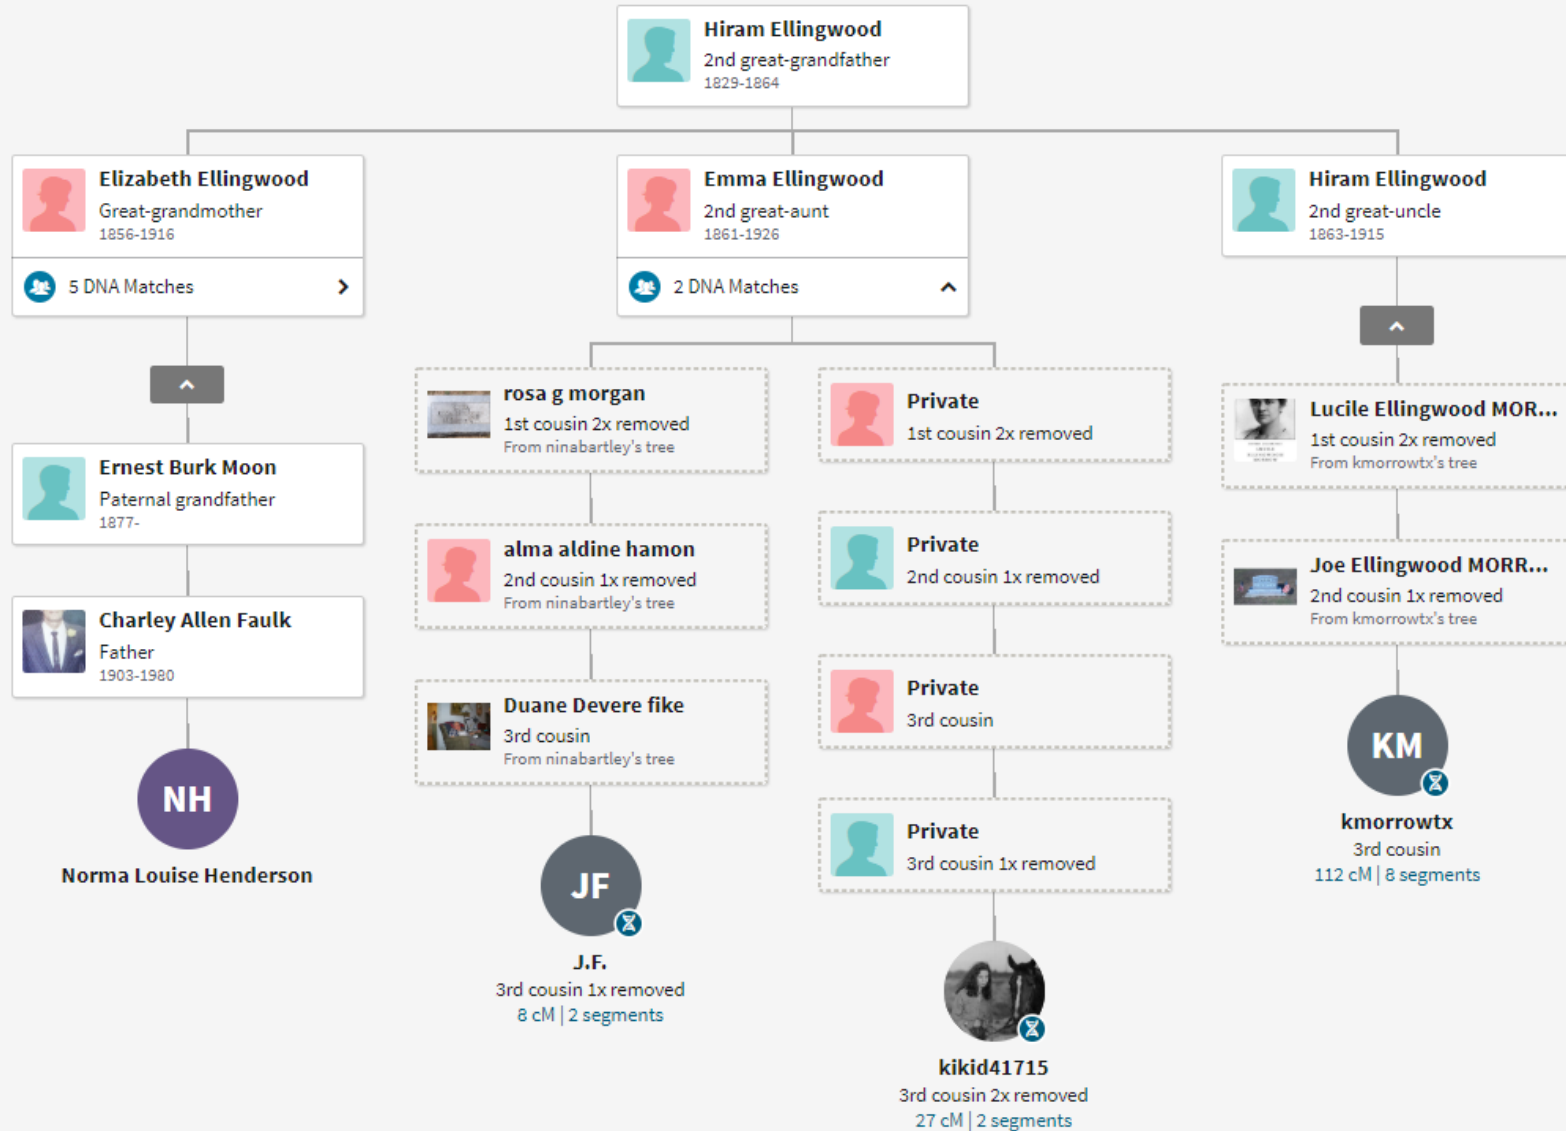 Hiram Ellingwood
2nd great-grandfather
1829-1864
Elizabeth Ellingwood
Great-grandmother
1856-1916
5 DNA Matches
Emma Ellingwood
2nd great-aunt
1861-1926
2 DNA Matches
Hiram Ellingwood
2nd great-uncle
1863-1915
Ernest Burk Moon
Paternal grandfather
1877-
Charley Allen Faulk
Father
1903-1980
NH
Norma Louise Henderson
rosa g morgan
1st cousin 2x removed
From ninabartley's tree
alma aldine hamon
2nd cousin 1x removed
From ninabartley's tree
Duane Devere fike
3rd cousin
From ninabartley's tree
JF
J.F.
3rd cousin 1x removed
8 cM | 2 segments
Private
1st cousin 2x removed
Private
2nd cousin 1x removed
Private
3rd cousin
Private
3rd cousin 1x removed
kikid41715
3rd cousin 2x removed
27 cM | 2 segments
Lucile Ellingwood MOR...
1st cousin 2x removed
From kmorrowtx's tree
Joe Ellingwood MORR...
2nd cousin 1x removed
From kmorrowtx's tree
KM
kmorrowtx
3rd cousin
112 cM | 8 segments